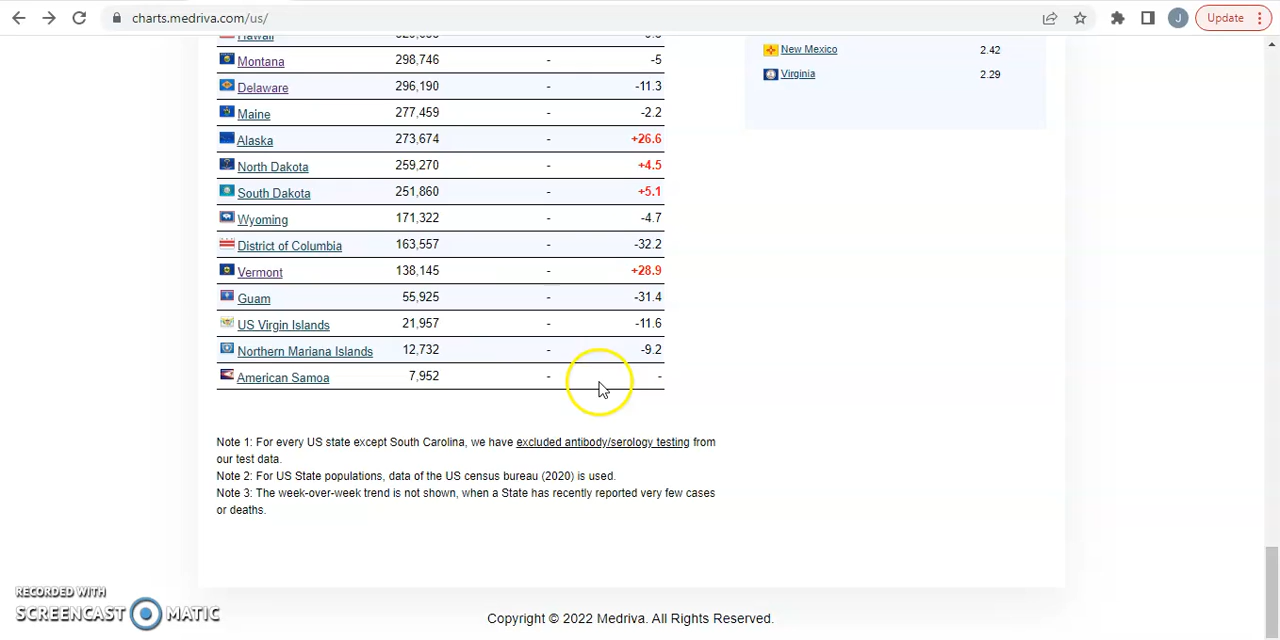 charts.medriva.com/us/
J
Update
Hawaii
Montana 298,746 - -5
Delaware 296,190 - -11.3
Maine 277,459 - -2.2
Alaska 273,674 - +26.6
North Dakota 259,270 - +4.5
South Dakota 251,860 - +5.1
Wyoming 171,322 - -4.7
District of Columbia 163,557 - -32.2
Vermont 138,145 - +28.9
Guam 55,925 - -31.4
US Virgin Islands 21,957 - -11.6
Northern Mariana Islands 12,732 - -9.2
American Samoa 7,952 - -
New Mexico 2.42
Virginia 2.29
Note 1: For every US state except South Carolina, we have excluded antibody/serology testing from
our test data.
Note 2: For US State populations, data of the US census bureau (2020) is used.
Note 3: The week-over-week trend is not shown, when a State has recently reported very few cases
or deaths.
RECORDED WITH
SCREENCAST MATIC
Copyright © 2022 Medriva. All Rights Reserved.